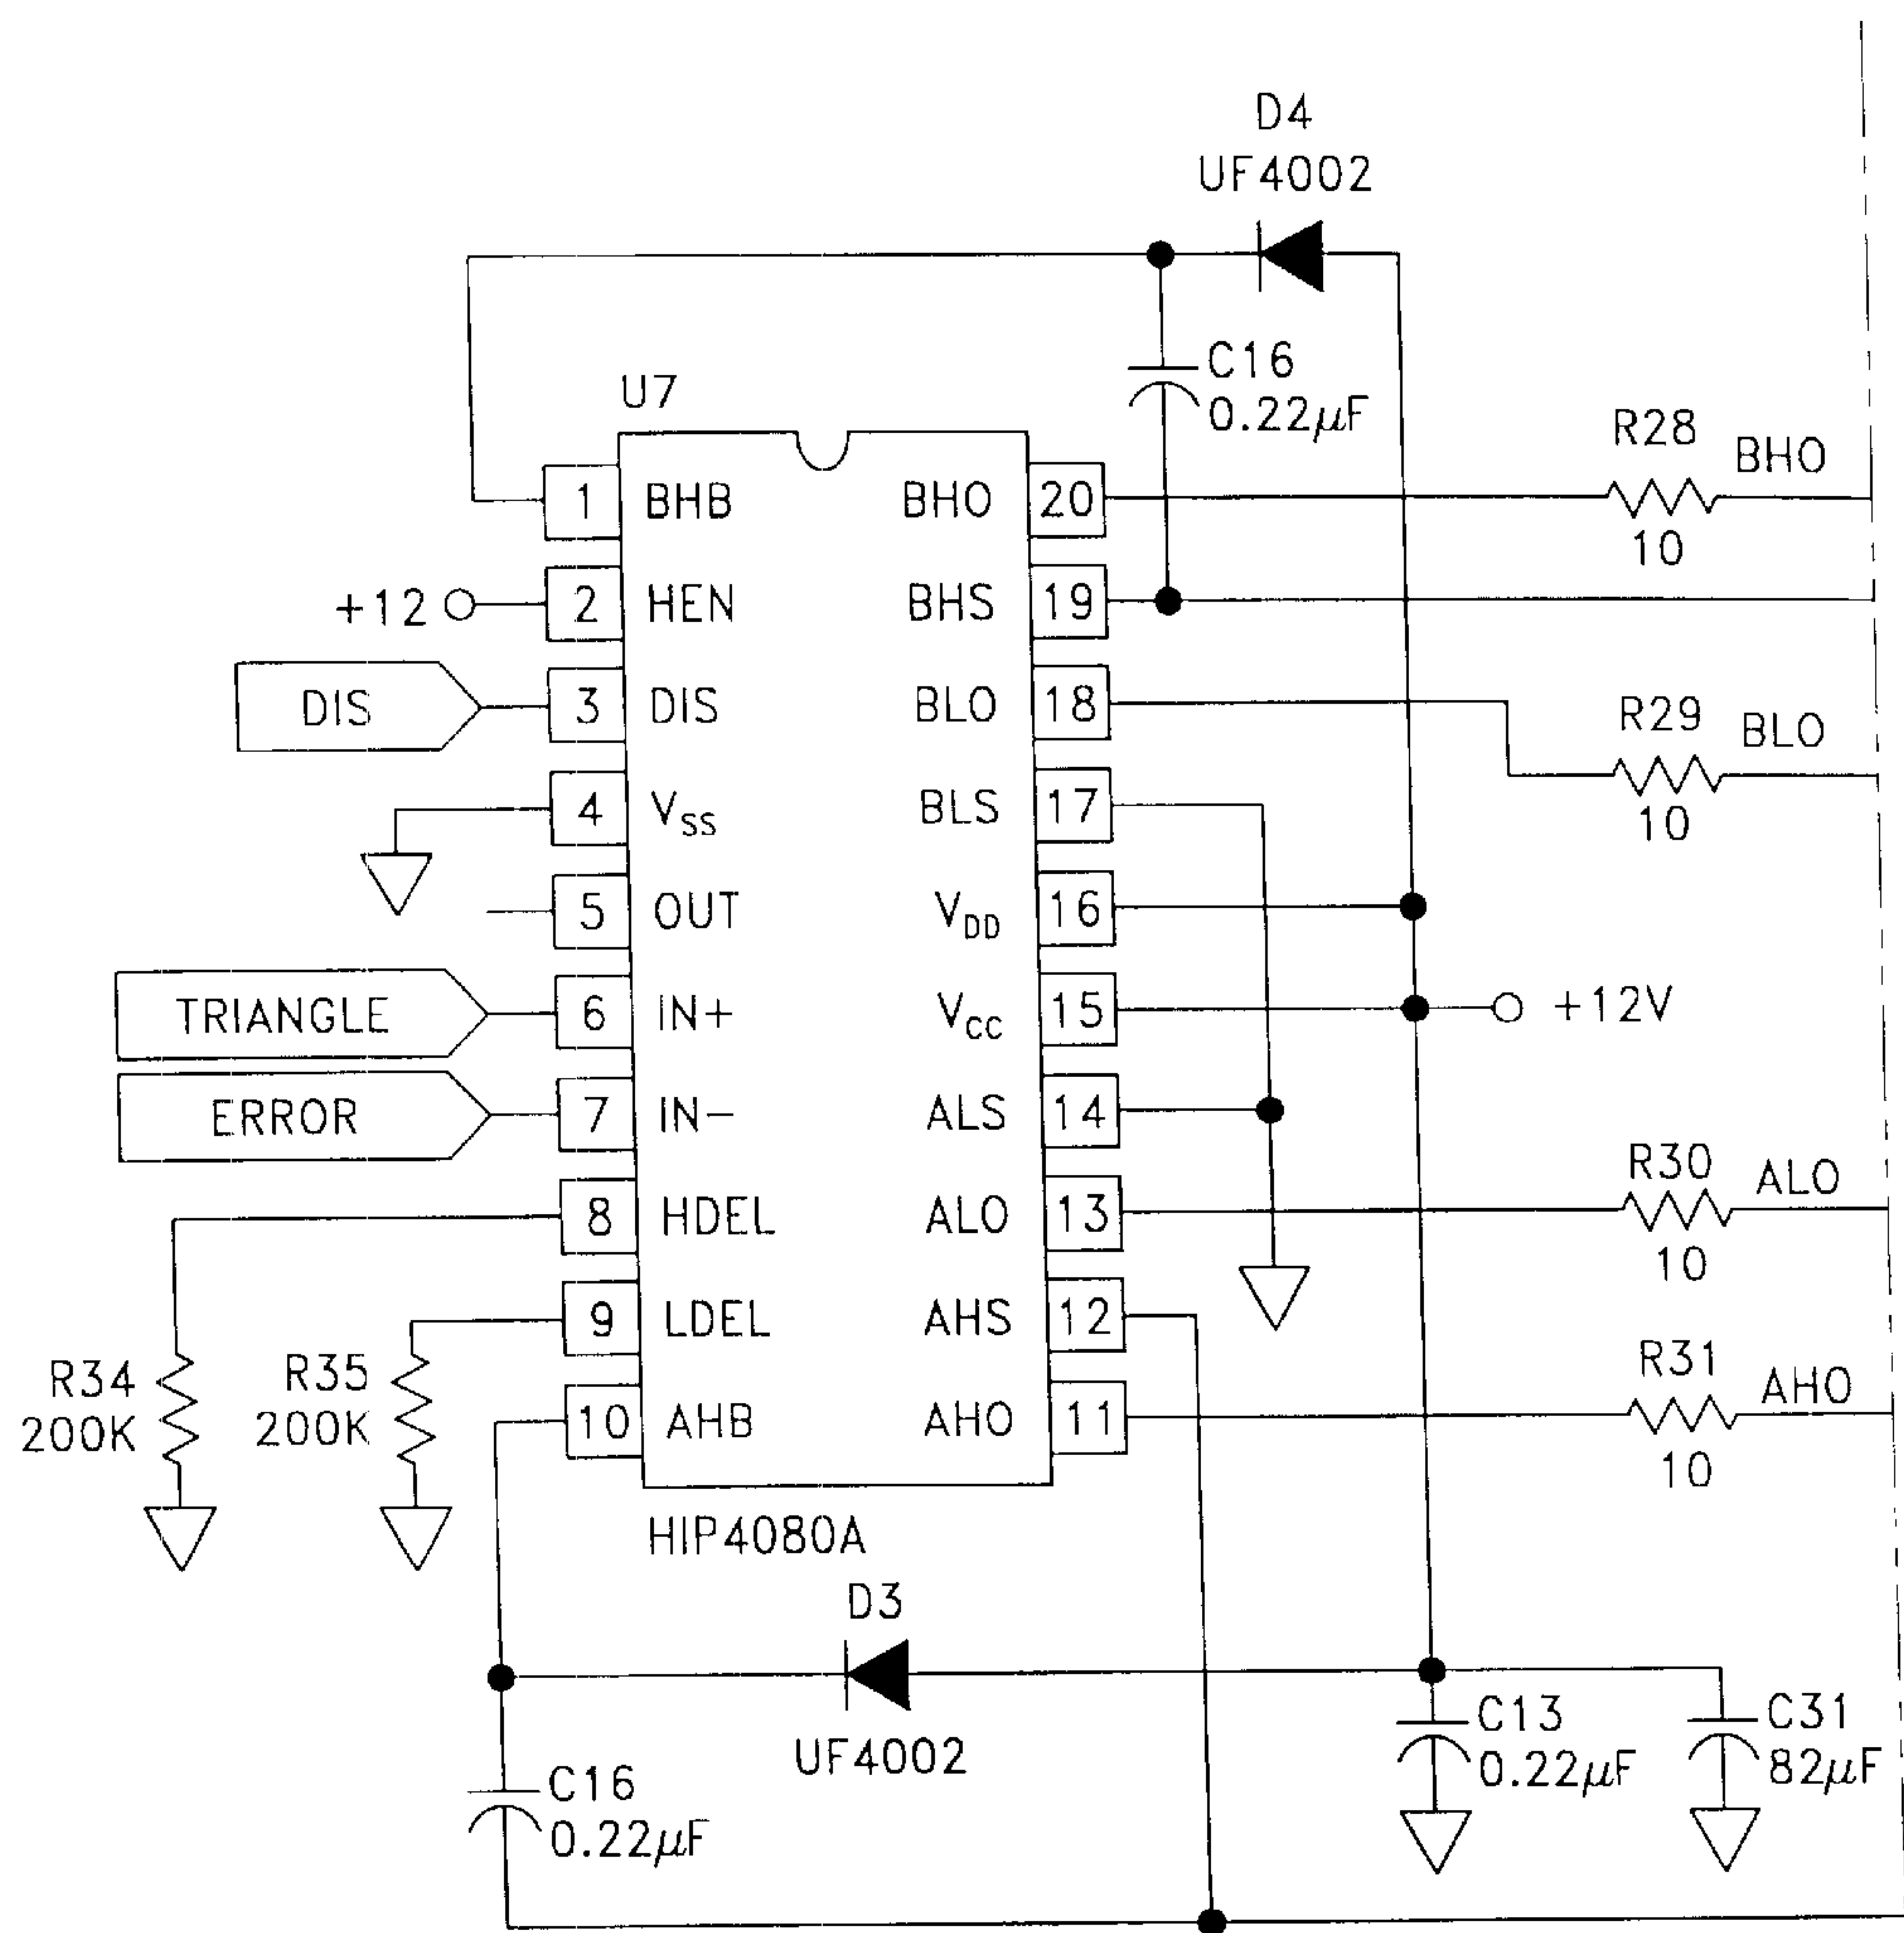 D4
UF4002
C16
0.22μF
U7
R28
BHO
10
1 BHB
BHO 20
+12
2 HEN
BHS 19
DIS
3 DIS
BLO 18
R29
BLO
10
4 VSS
BLS 17
5 OUT
VDD 16
TRIANGLE
6 IN+
VCC 15
+12V
ERROR
7 IN-
ALS 14
8 HDEL
ALO 13
R30
ALO
10
9 LDEL
AHS 12
R34
200K
R35
200K
10 AHB
AHO 11
R31
AHO
10
HIP4080A
D3
UF4002
C16
0.22μF
C13
0.22μF
C31
82μF